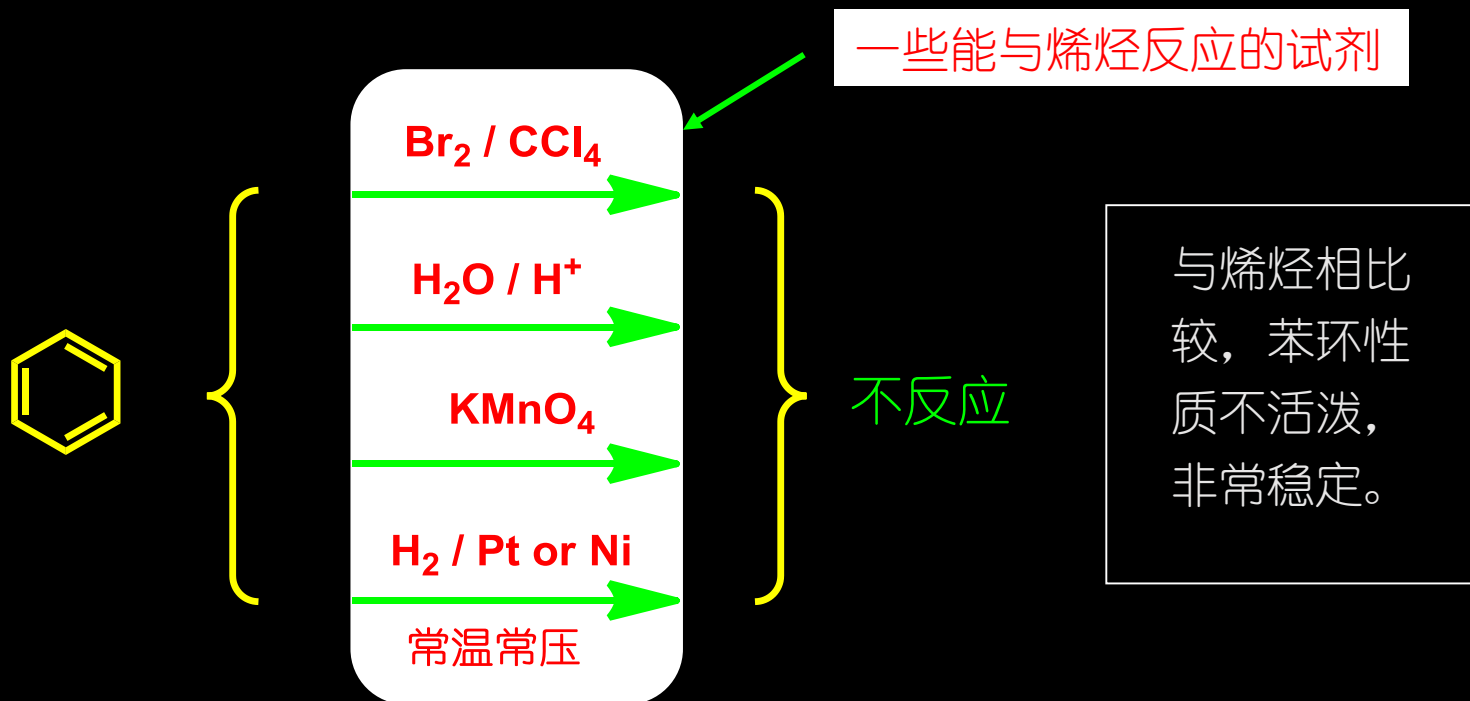 一些能与烯烃反应的试剂
Br₂ / CCl₄
H₂O / H⁺
KMnO₄
H₂ / Pt or Ni
常温常压
不反应
与烯烃相比
较，苯环性
质不活泼，
非常稳定。